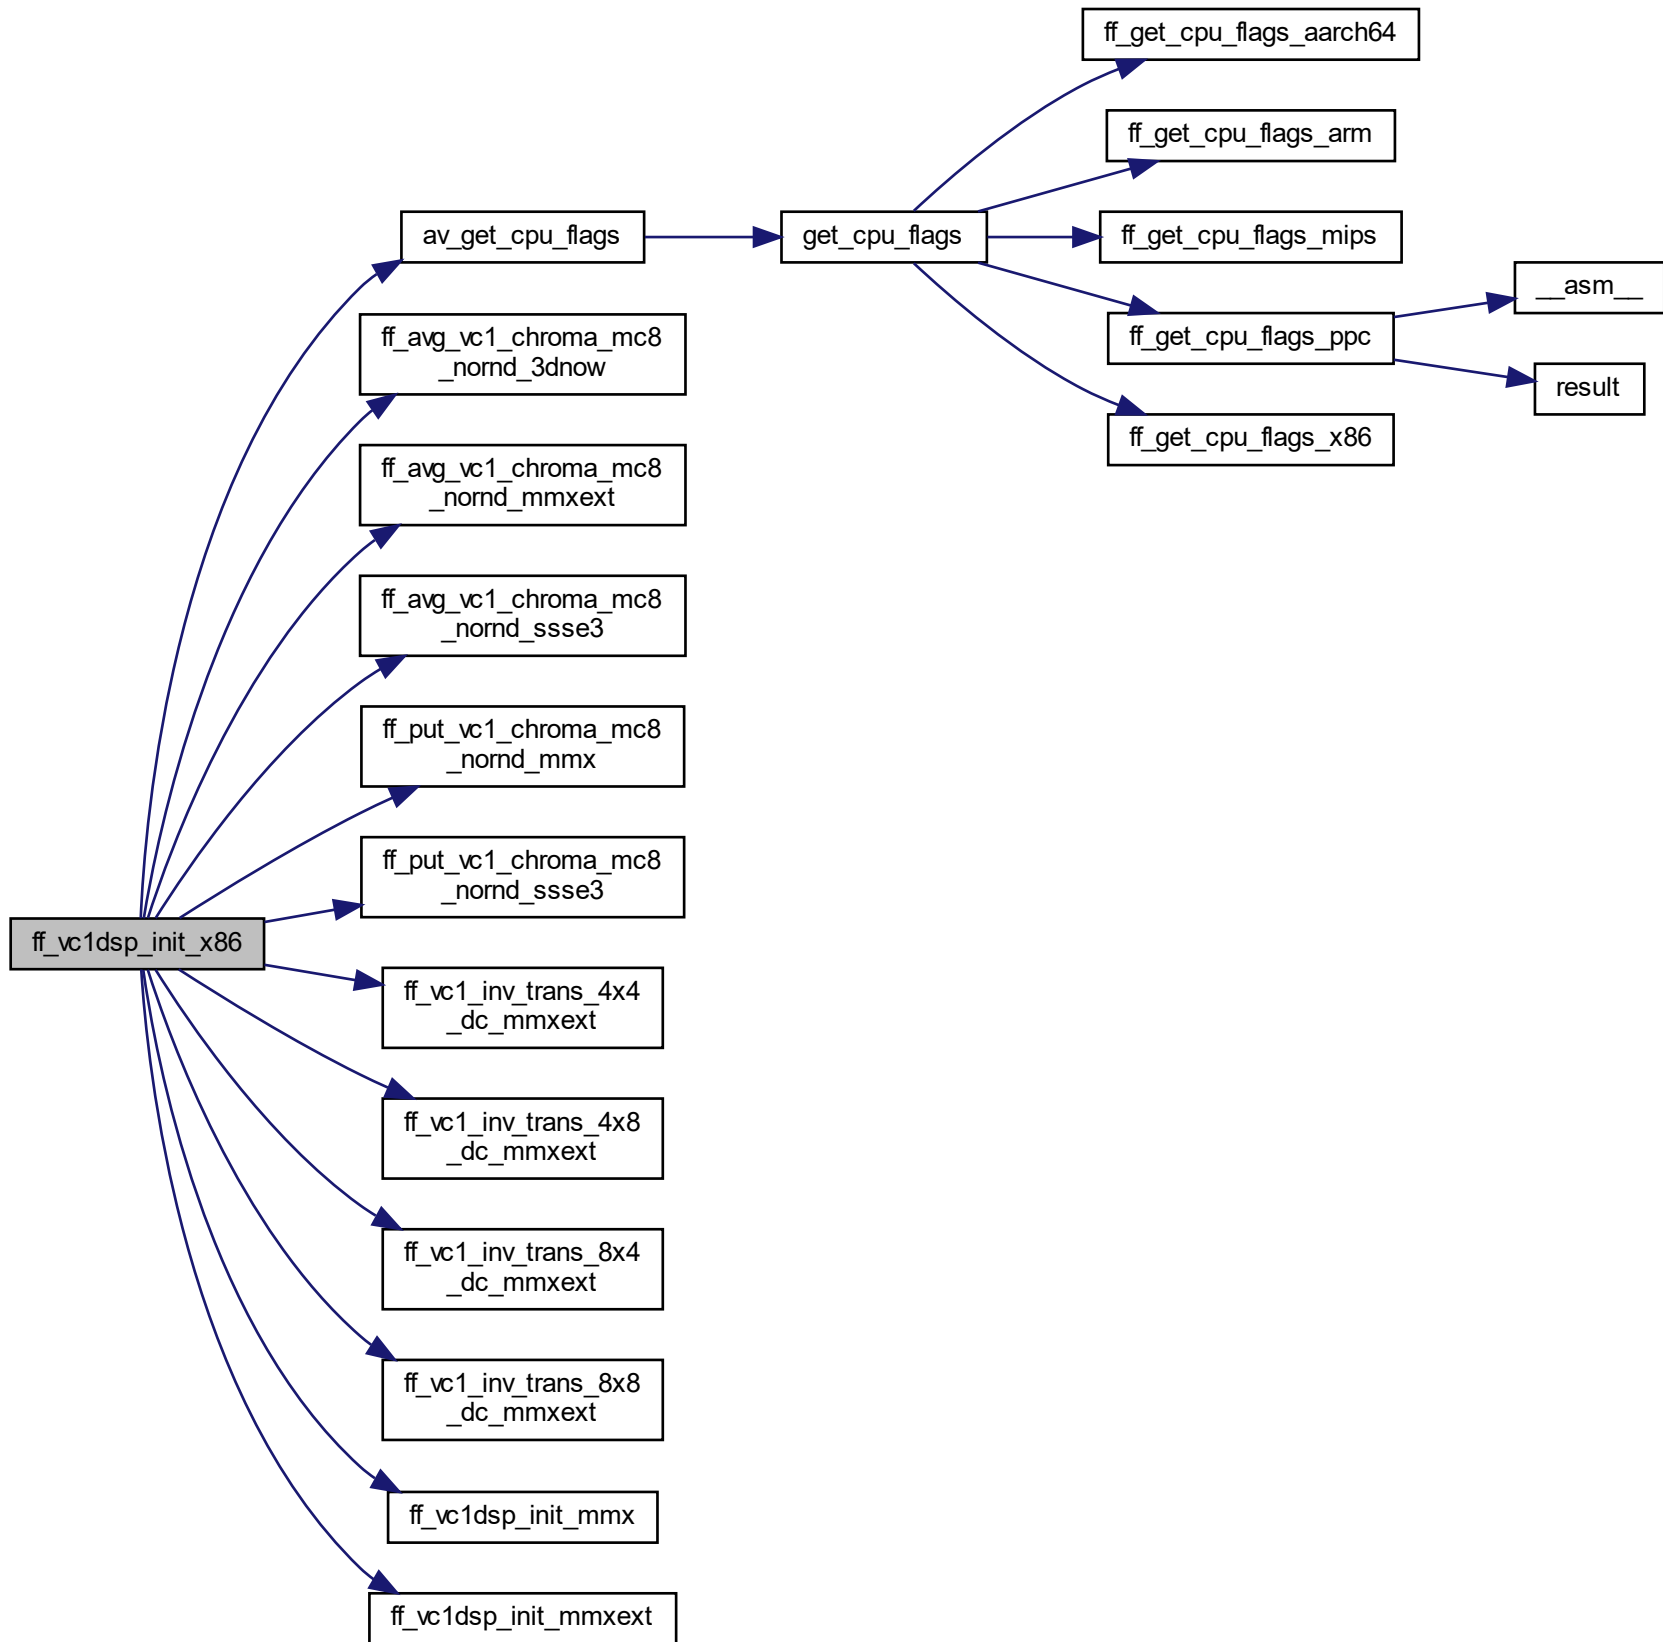 ff_get_cpu_flags_aarch64
ff_get_cpu_flags_arm
av_get_cpu_flags
get_cpu_flags
ff_get_cpu_flags_mips
__asm__
ff_avg_vc1_chroma_mc8
_nornd_3dnow
ff_get_cpu_flags_ppc
result
ff_avg_vc1_chroma_mc8
_nornd_mmxext
ff_get_cpu_flags_x86
ff_avg_vc1_chroma_mc8
_nornd_ssse3
ff_put_vc1_chroma_mc8
_nornd_mmx
ff_put_vc1_chroma_mc8
_nornd_ssse3
ff_vc1dsp_init_x86
ff_vc1_inv_trans_4x4
_dc_mmxext
ff_vc1_inv_trans_4x8
_dc_mmxext
ff_vc1_inv_trans_8x4
_dc_mmxext
ff_vc1_inv_trans_8x8
_dc_mmxext
ff_vc1dsp_init_mmx
ff_vc1dsp_init_mmxext